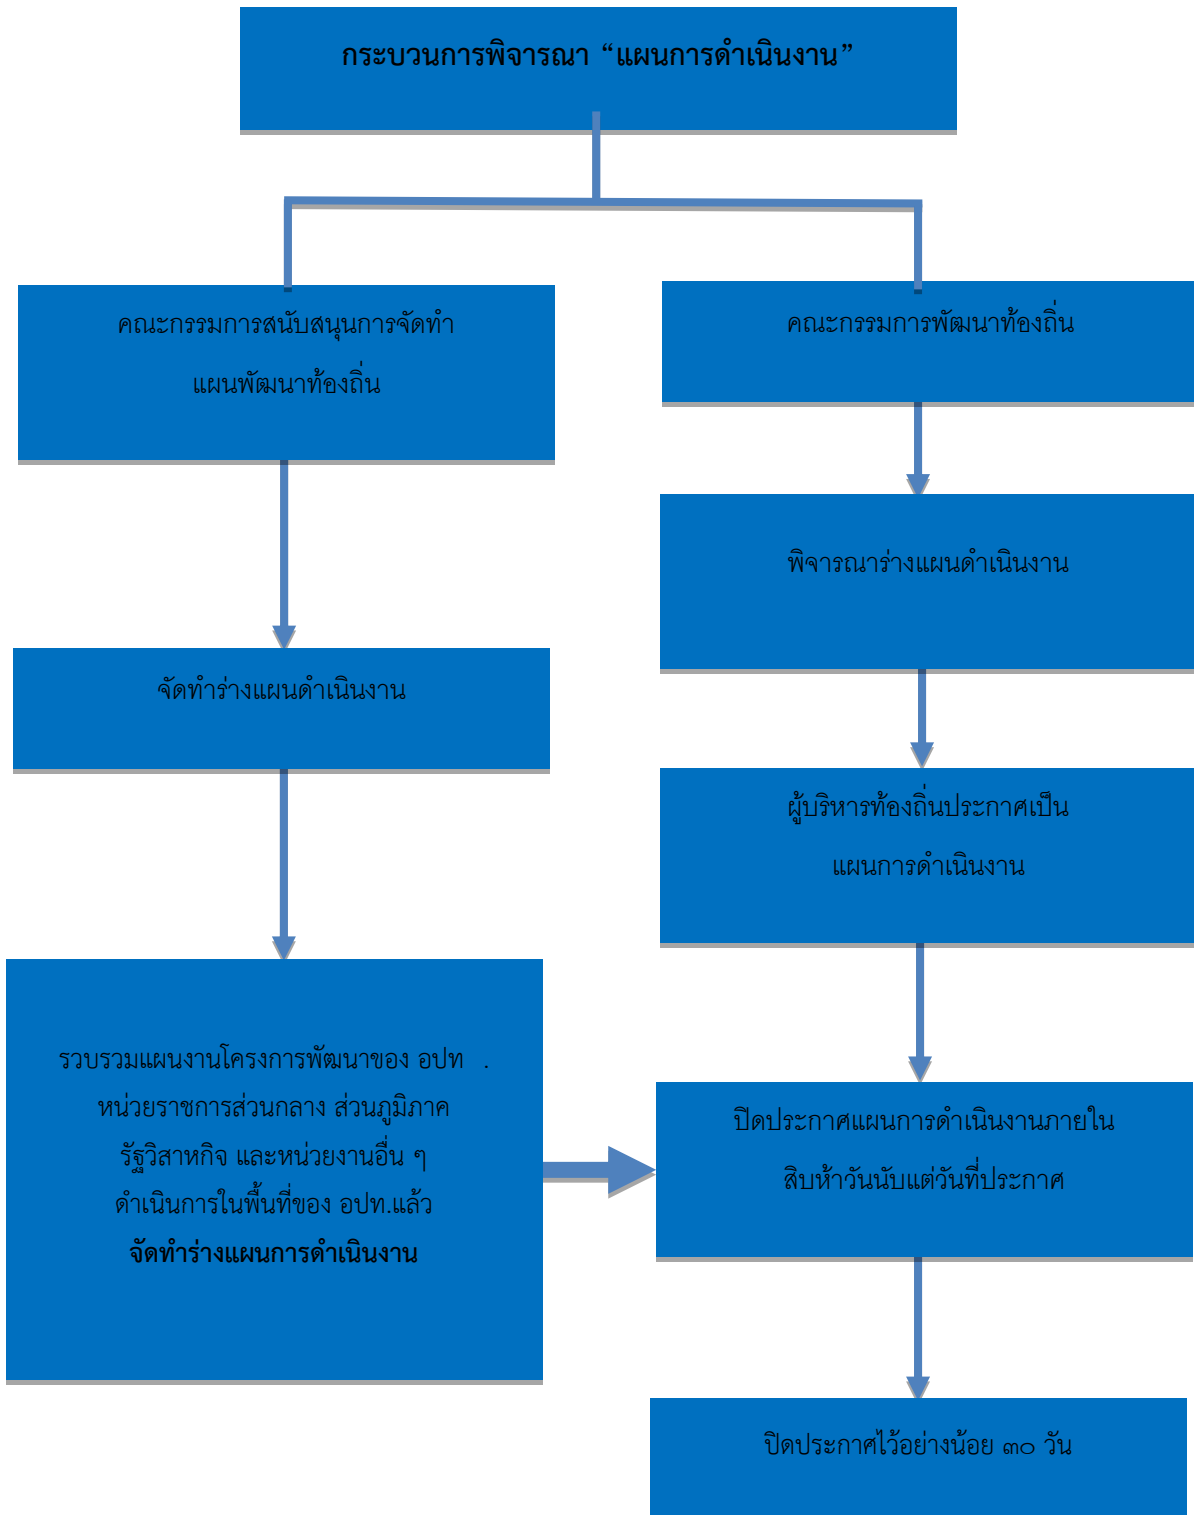 กระบวนการพิจารณา “แผนการดำเนินงาน”
คณะกรรมการสนับสนุนการจัดทำ
แผนพัฒนาท้องถิ่น
จัดทำร่างแผนดำเนินงาน
รวบรวมแผนงานโครงการพัฒนาของ อปท .
หน่วยราชการส่วนกลาง ส่วนภูมิภาค
รัฐวิสาหกิจ และหน่วยงานอื่น ๆ
ดำเนินการในพื้นที่ของ อปท.แล้ว
จัดทำร่างแผนการดำเนินงาน
คณะกรรมการพัฒนาท้องถิ่น
พิจารณาร่างแผนดำเนินงาน
ผู้บริหารท้องถิ่นประกาศเป็น
แผนการดำเนินงาน
ปิดประกาศแผนการดำเนินงานภายใน
สิบห้าวันนับแต่วันที่ประกาศ
ปิดประกาศไว้อย่างน้อย ๓๐ วัน